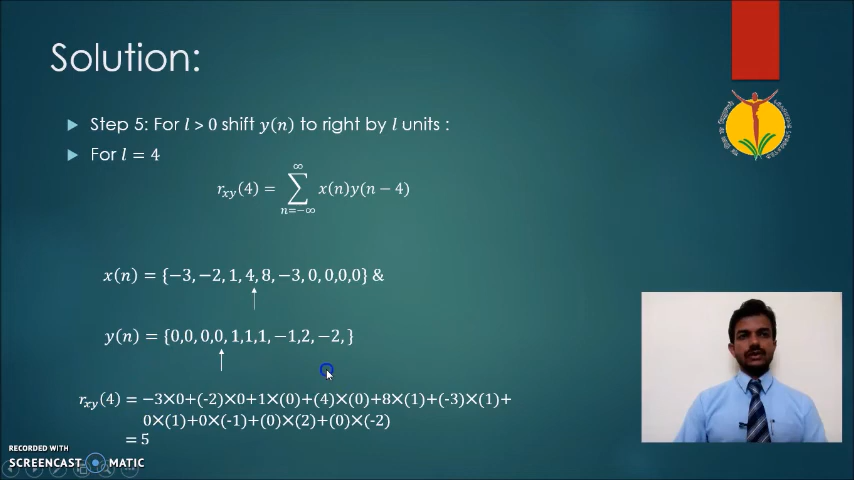 Solution:
Step 5: For l > 0 shift y(n) to right by l units :
For l = 4
r_xy(4) = ∑_{n=−∞}^{∞} x(n)y(n − 4)
x(n) = {−3, −2, 1, 4, 8, −3, 0, 0,0,0} &
y(n) = {0,0, 0,0, 1,1,1, −1,2, −2, }
r_xy(4) = −3×0+(-2)×0+1×(0)+(4)×(0)+8×(1)+(-3)×(1)+
0×(1)+0×(-1)+(0)×(2)+(0)×(-2)
= 5
RECORDED WITH
SCREENCAST MATIC